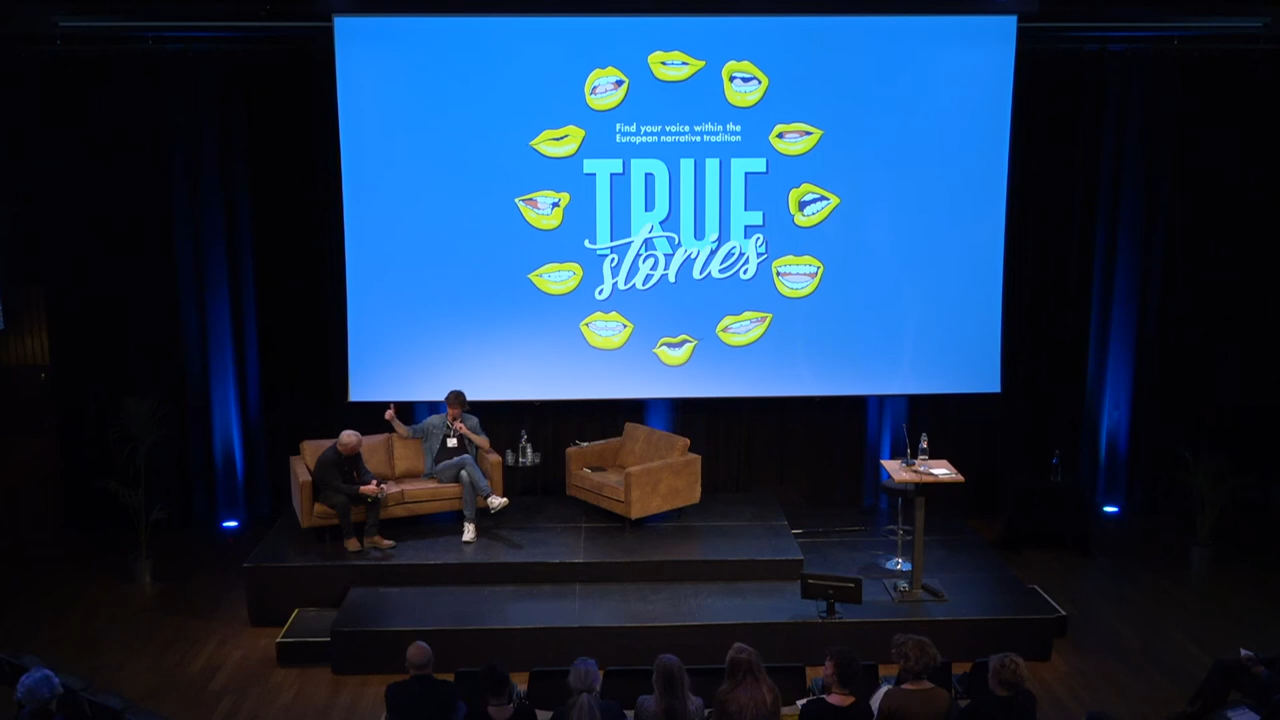 Find your voice within the
European narrative tradition
TRUE
stories